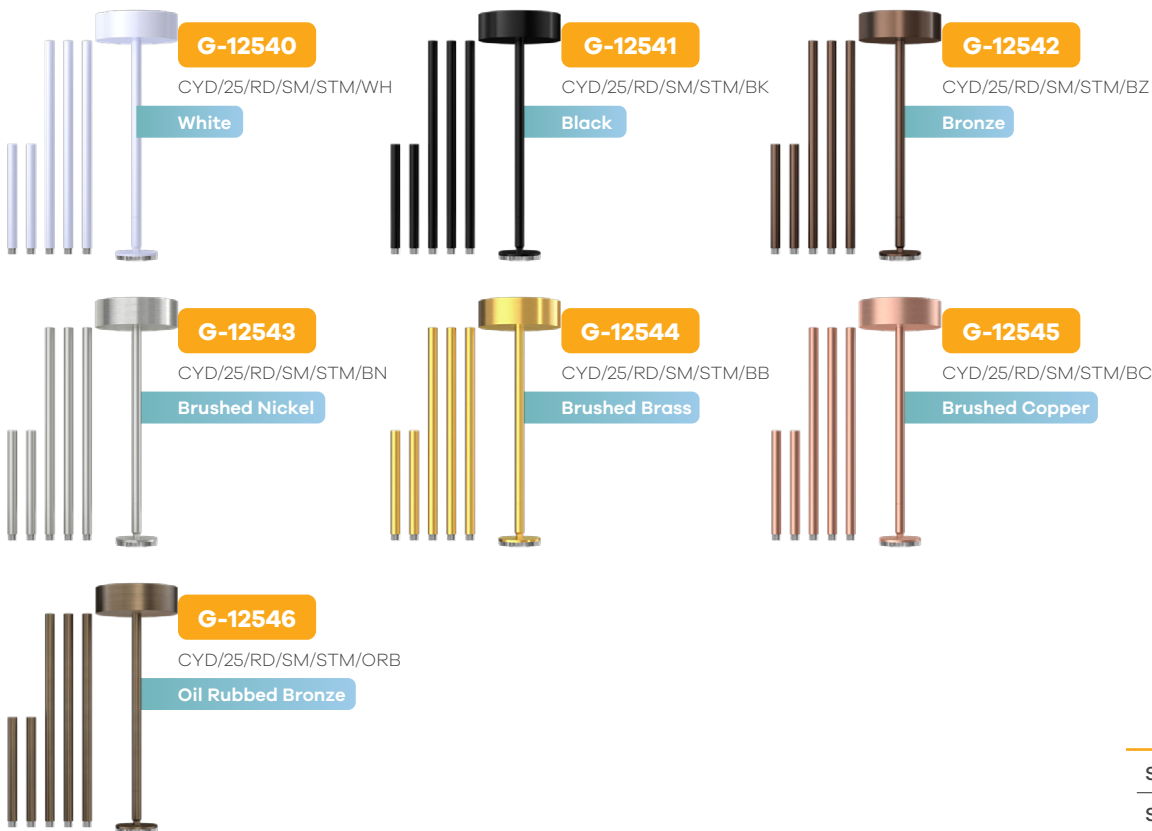 G-12540
CYD/25/RD/SM/STM/WH
White
G-12541
CYD/25/RD/SM/STM/BK
Black
G-12542
CYD/25/RD/SM/STM/BZ
Bronze
G-12543
CYD/25/RD/SM/STM/BN
Brushed Nickel
G-12544
CYD/25/RD/SM/STM/BB
Brushed Brass
G-12545
CYD/25/RD/SM/STM/BC
Brushed Copper
G-12546
CYD/25/RD/SM/STM/ORB
Oil Rubbed Bronze